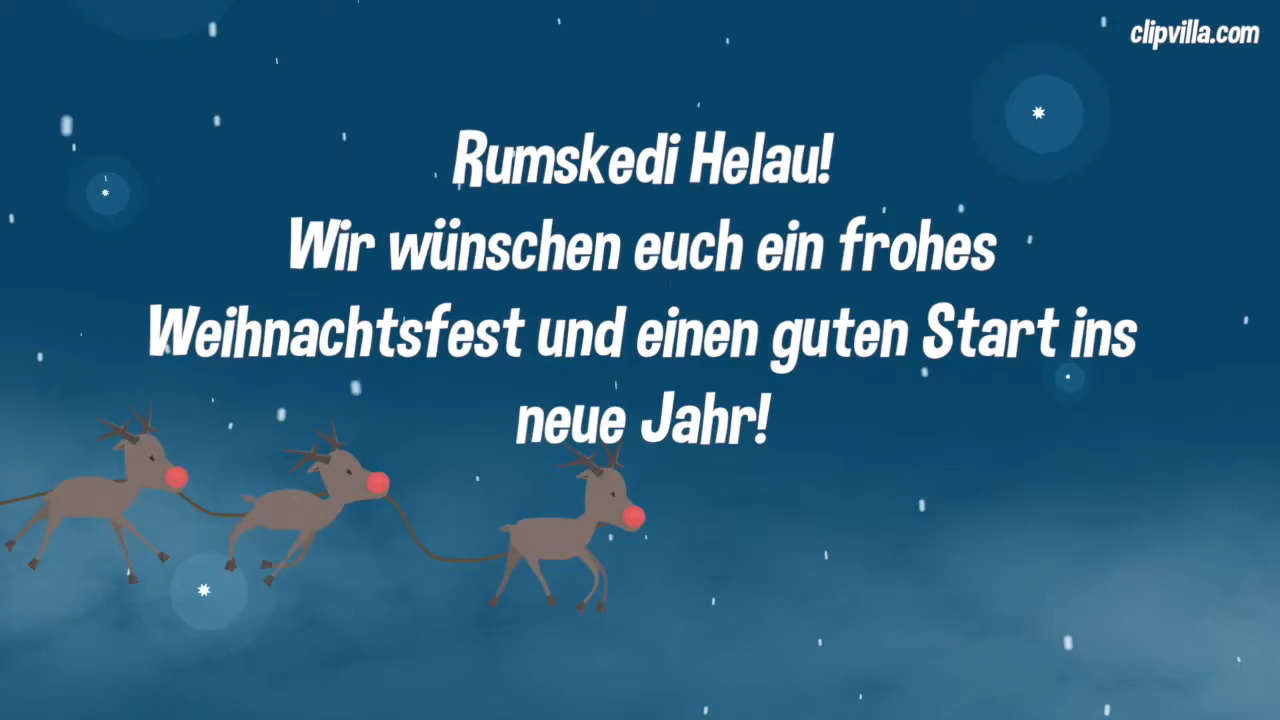 clipvilla.com
Rumskedi Helau!
Wir wünschen euch ein frohes
Weihnachtsfest und einen guten Start ins
neue Jahr!